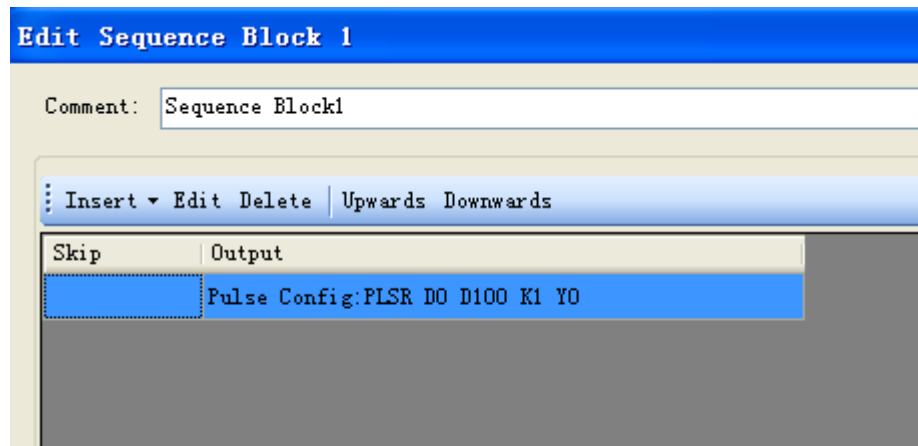 Edit Sequence Block 1
Comment: Sequence Block1
Insert Edit Delete Upwards Downwards
Skip Output
Pulse Config:PLSR D0 D100 K1 Y0